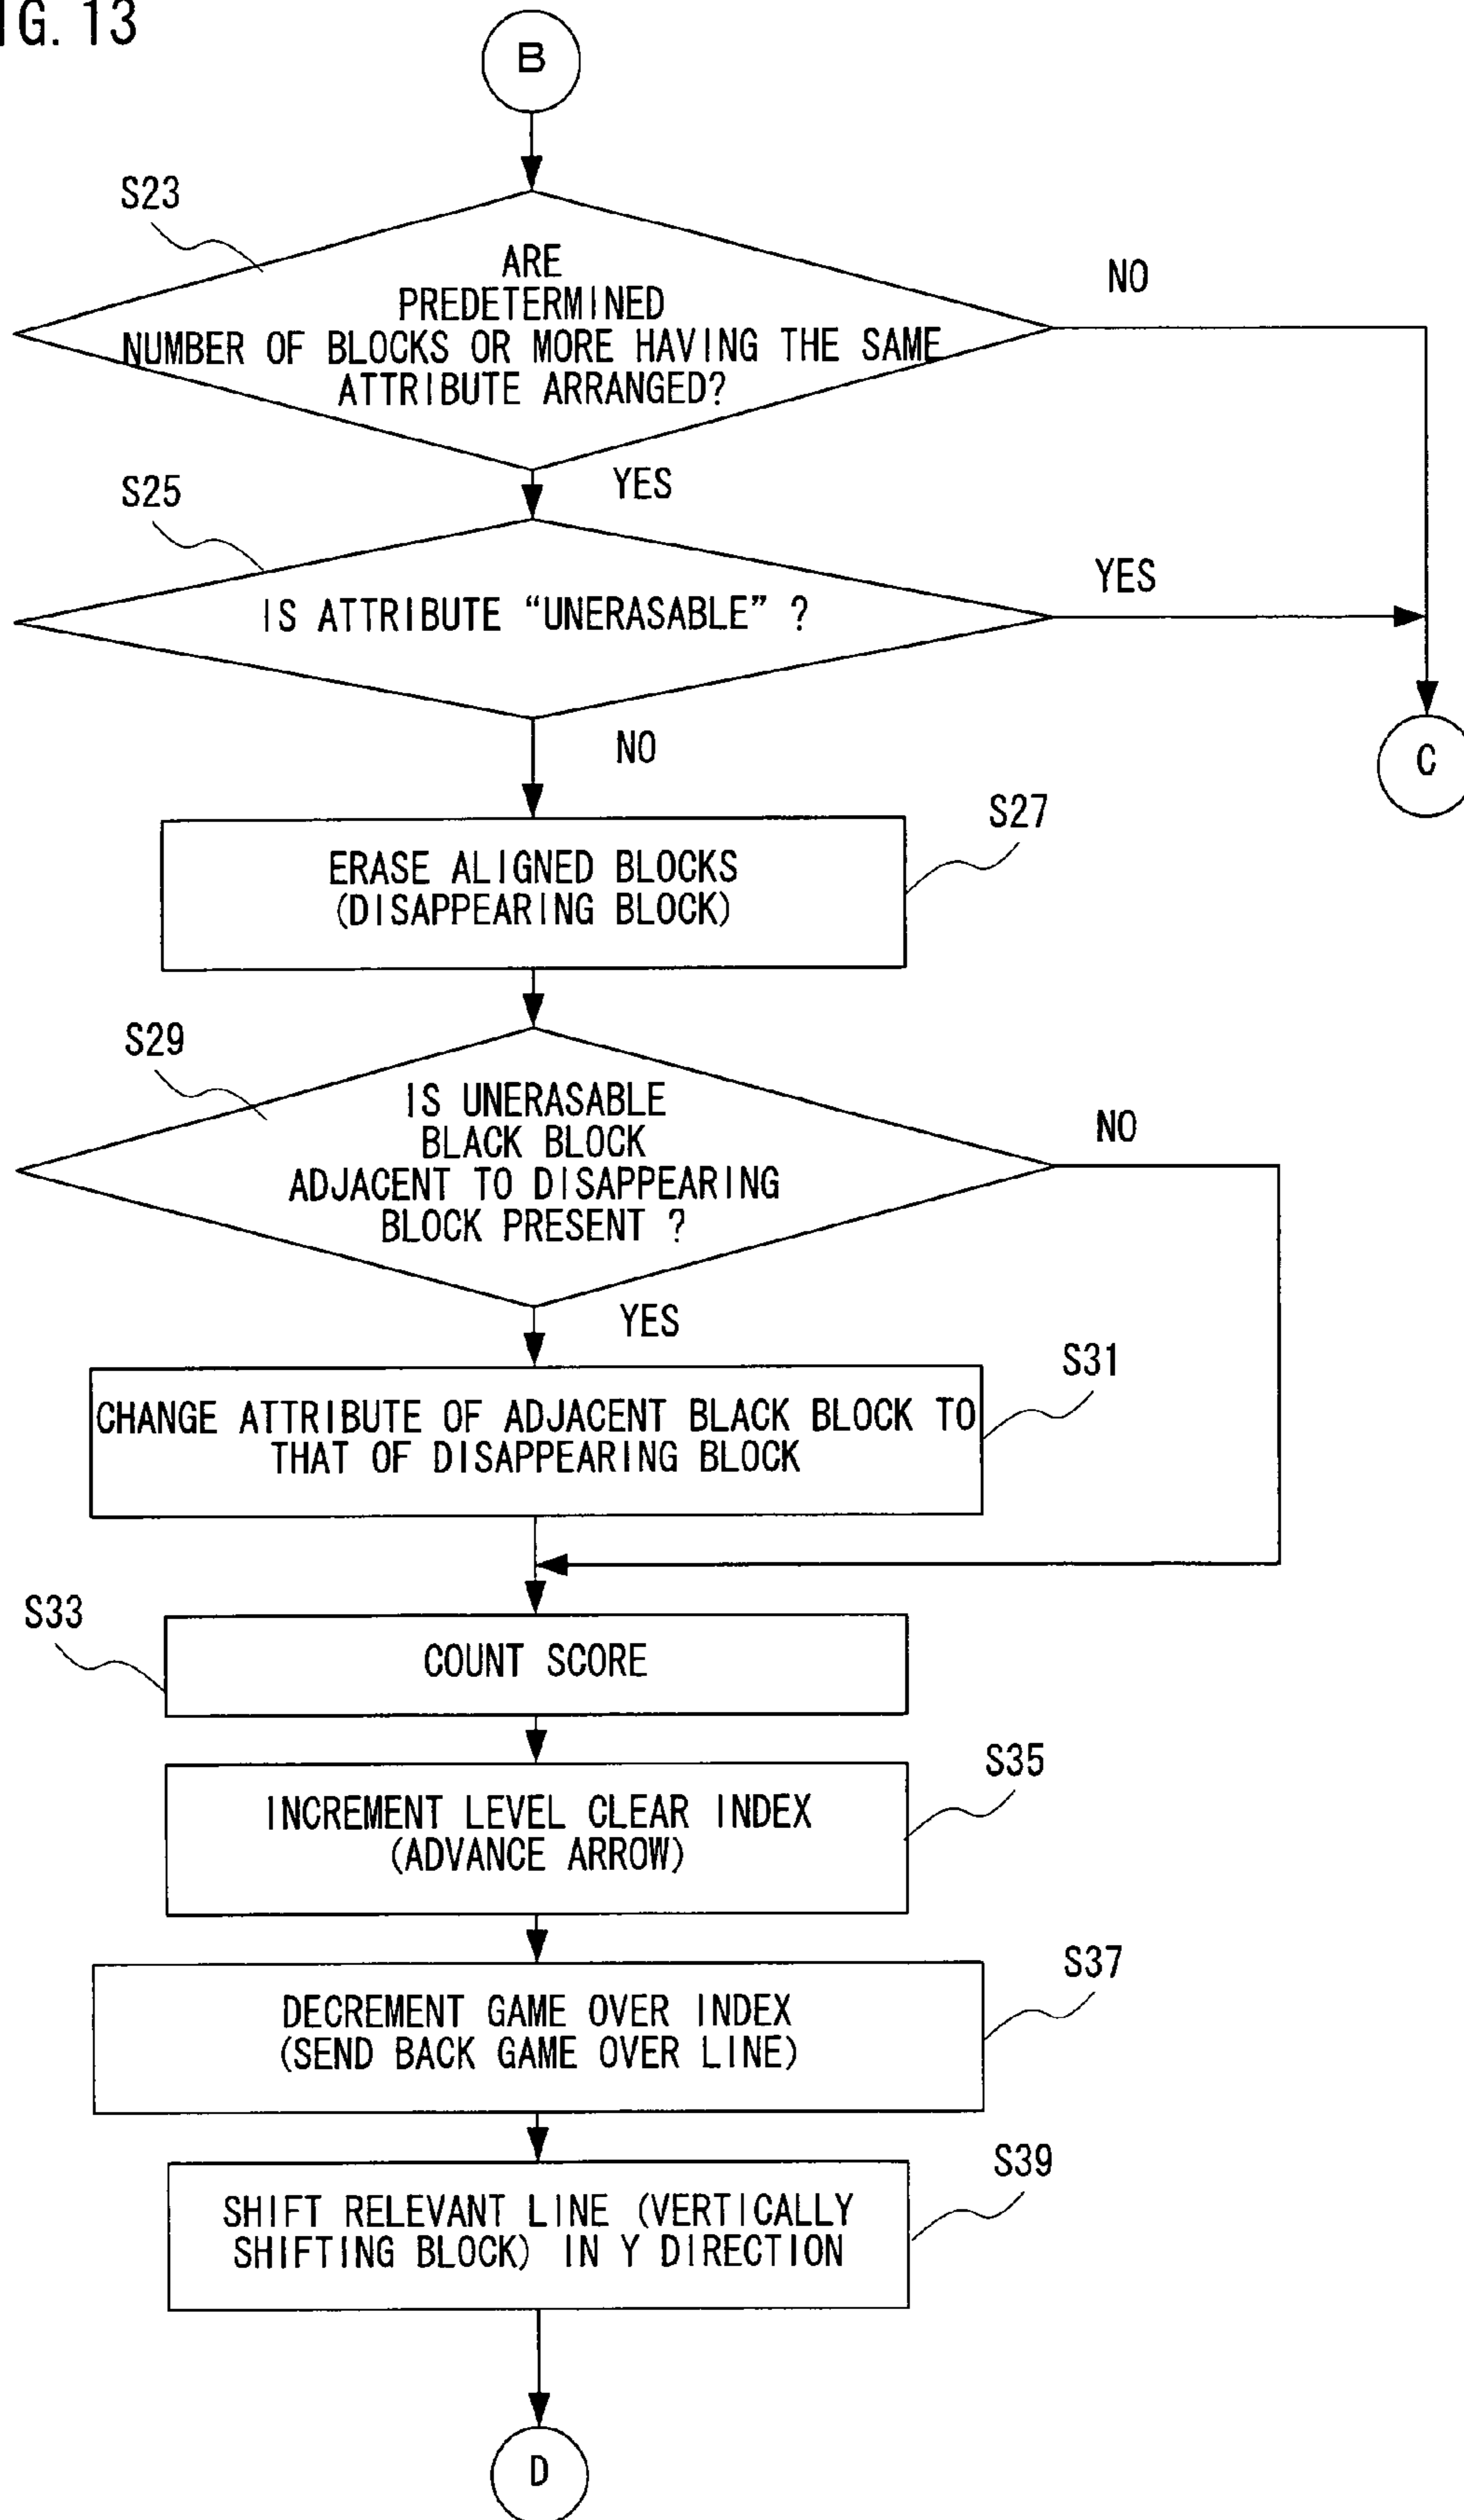 IG. 13
B
S23
ARE
PREDETERMINED
NUMBER OF BLOCKS OR MORE HAVING THE SAME
ATTRIBUTE ARRANGED?
NO
YES
S25
IS ATTRIBUTE “UNERASABLE” ?
YES
NO
C
S27
ERASE ALIGNED BLOCKS
(DISAPPEARING BLOCK)
S29
IS UNERASABLE
BLACK BLOCK
ADJACENT TO DISAPPEARING
BLOCK PRESENT ?
NO
YES
S31
CHANGE ATTRIBUTE OF ADJACENT BLACK BLOCK TO
THAT OF DISAPPEARING BLOCK
S33
COUNT SCORE
S35
INCREMENT LEVEL CLEAR INDEX
(ADVANCE ARROW)
S37
DECREMENT GAME OVER INDEX
(SEND BACK GAME OVER LINE)
S39
SHIFT RELEVANT LINE (VERTICALLY
SHIFTING BLOCK) IN Y DIRECTION
D